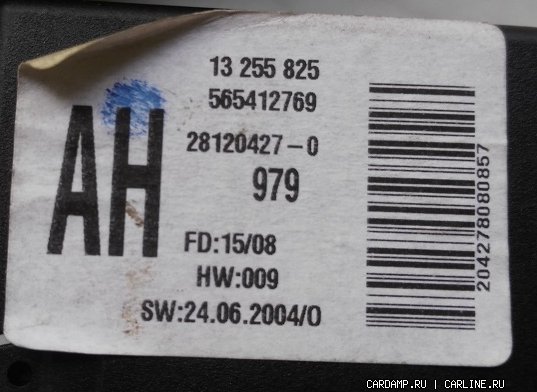 13 255 825
565412769
28120427-0
979
AH
FD:15/08
HW:009
SW:24.06.2004/0
204278080857
CARDAMP.RU | CARLINE.RU